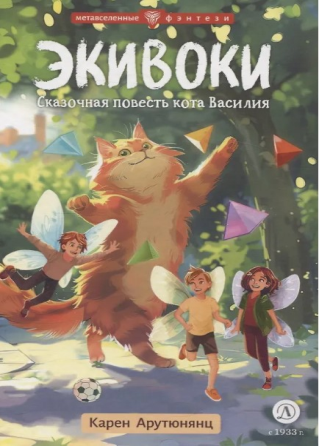 метавселенные фэнтези
ЭКИВОКИ
Сказочная повесть кота Василия
Карен Арутюнянц
с 1933 г.